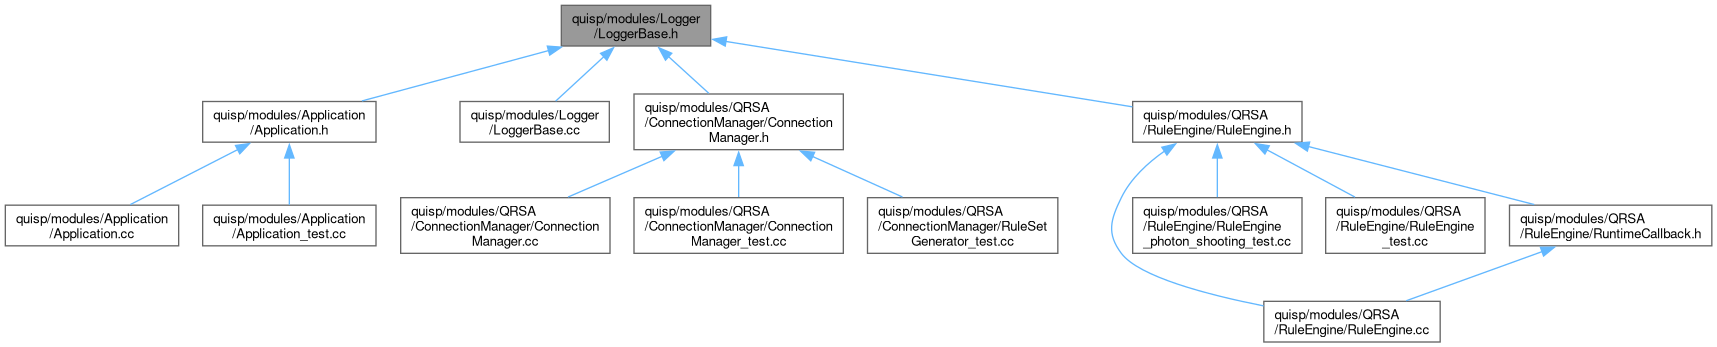 quisp/modules/Logger
/LoggerBase.h
quisp/modules/Application
/Application.h
quisp/modules/Logger
/LoggerBase.cc
quisp/modules/QRSA
/ConnectionManager/Connection
Manager.h
quisp/modules/QRSA
/RuleEngine/RuleEngine.h
quisp/modules/Application
/Application.cc
quisp/modules/Application
/Application_test.cc
quisp/modules/QRSA
/ConnectionManager/Connection
Manager.cc
quisp/modules/QRSA
/ConnectionManager/Connection
Manager_test.cc
quisp/modules/QRSA
/ConnectionManager/RuleSet
Generator_test.cc
quisp/modules/QRSA
/RuleEngine/RuleEngine
_photon_shooting_test.cc
quisp/modules/QRSA
/RuleEngine/RuleEngine
_test.cc
quisp/modules/QRSA
/RuleEngine/RuntimeCallback.h
quisp/modules/QRSA
/RuleEngine/RuleEngine.cc